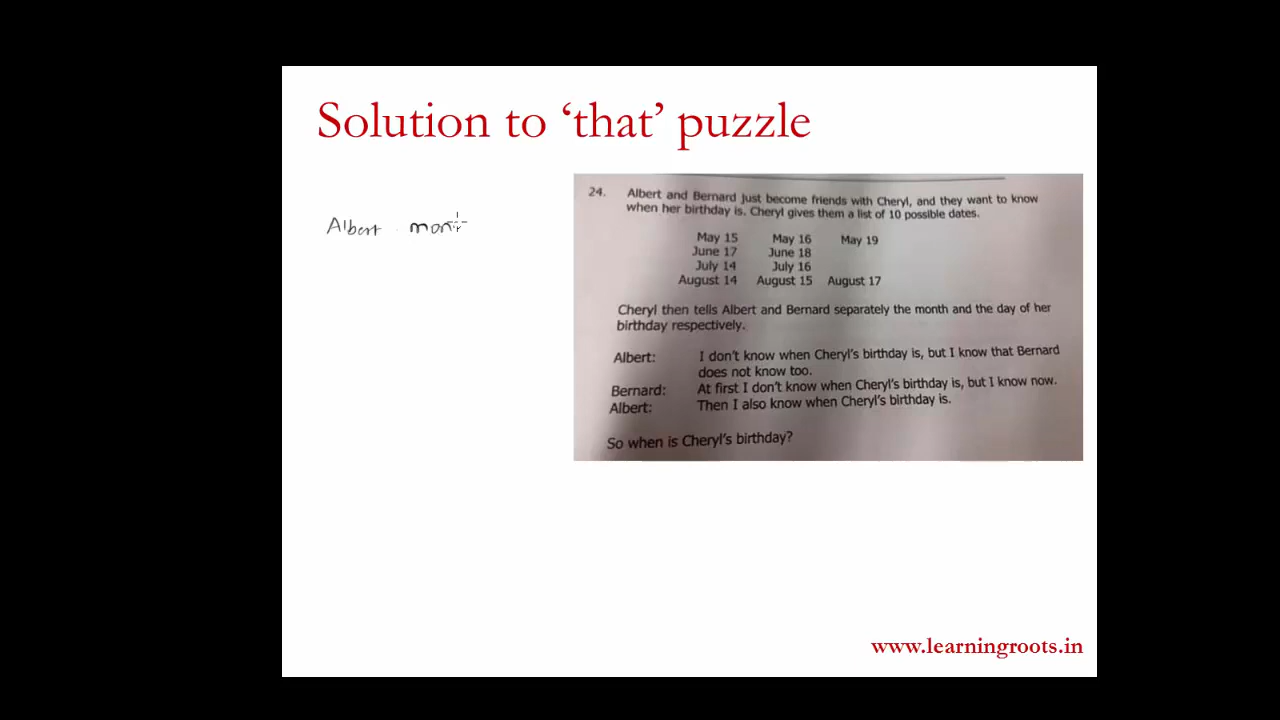 Solution to ‘that’ puzzle
Albert mont
24. Albert and Bernard just become friends with Cheryl, and they want to know
when her birthday is. Cheryl gives them a list of 10 possible dates.
May 15 May 16 May 19
June 17 June 18
July 14 July 16
August 14 August 15 August 17
Cheryl then tells Albert and Bernard separately the month and the day of her
birthday respectively.
Albert: I don't know when Cheryl's birthday is, but I know that Bernard
does not know too.
Bernard: At first I don't know when Cheryl's birthday is, but I know now.
Albert: Then I also know when Cheryl's birthday is.
So when is Cheryl's birthday?
www.learningroots.in